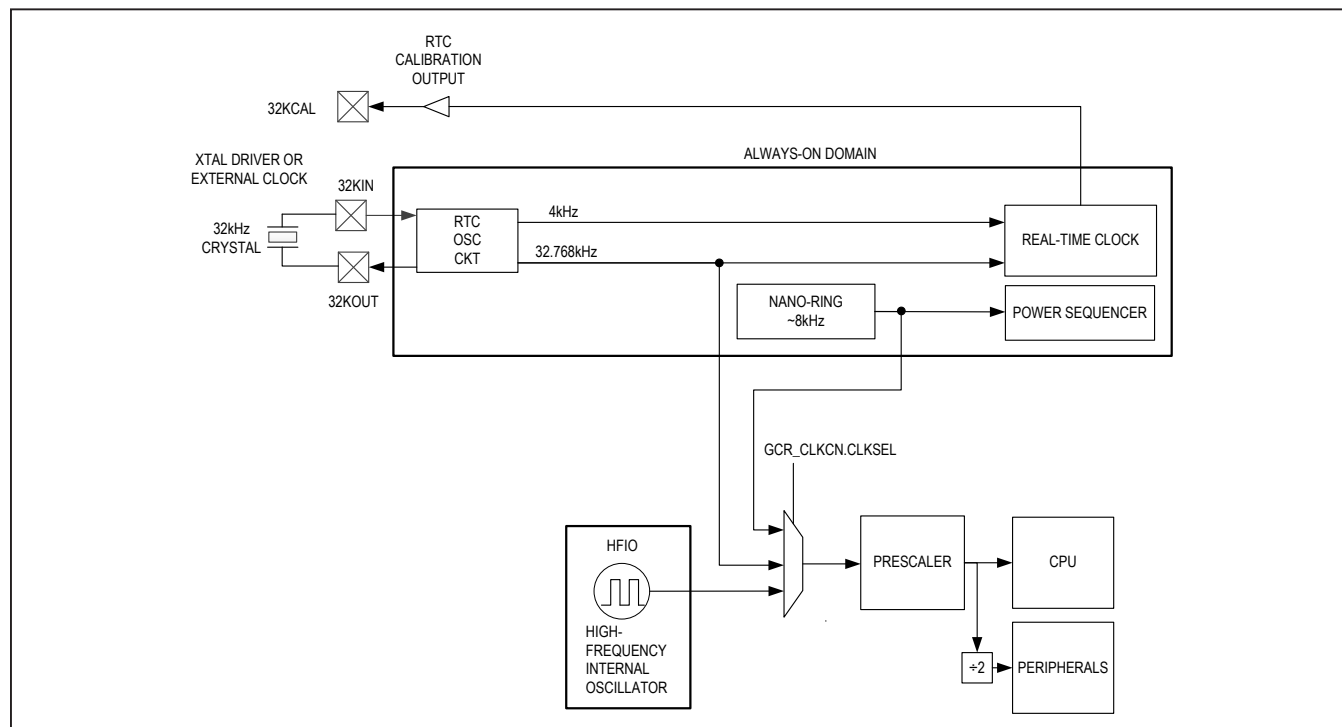 RTC
CALIBRATION
OUTPUT
32KCAL
ALWAYS-ON DOMAIN
XTAL DRIVER OR
EXTERNAL CLOCK
32KIN
32kHz
CRYSTAL
32KOUT
RTC
OSC
CKT
4kHz
32.768kHz
REAL-TIME CLOCK
NANO-RING
~8kHz
POWER SEQUENCER
GCR_CLKCN.CLKSEL
HFIO
HIGH-
FREQUENCY
INTERNAL
OSCILLATOR
PRESCALER
CPU
÷2
PERIPHERALS